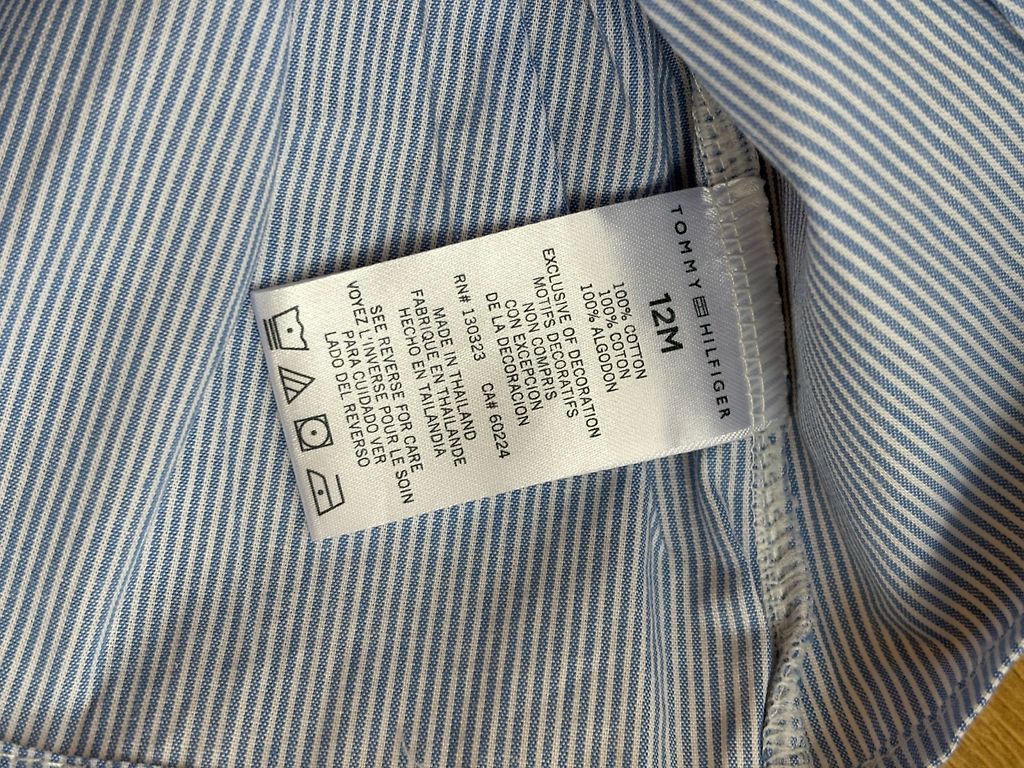 TOMMY HILFIGER
12M
100% COTTON
100% COTON
100% ALGODON
EXCLUSIVE OF DECORATION
MOTIFS DECORATIFS
NON COMPRIS
CON EXCEPCION
DE LA DECORACION
RN# 130323 CA# 60224
MADE IN THAILAND
FABRIQUE EN THAILANDE
HECHO EN TAILANDIA
SEE REVERSE FOR CARE
VOYEZ L'INVERSE POUR LE SOIN
PARA CUIDADO VER
LADO DEL REVERSO